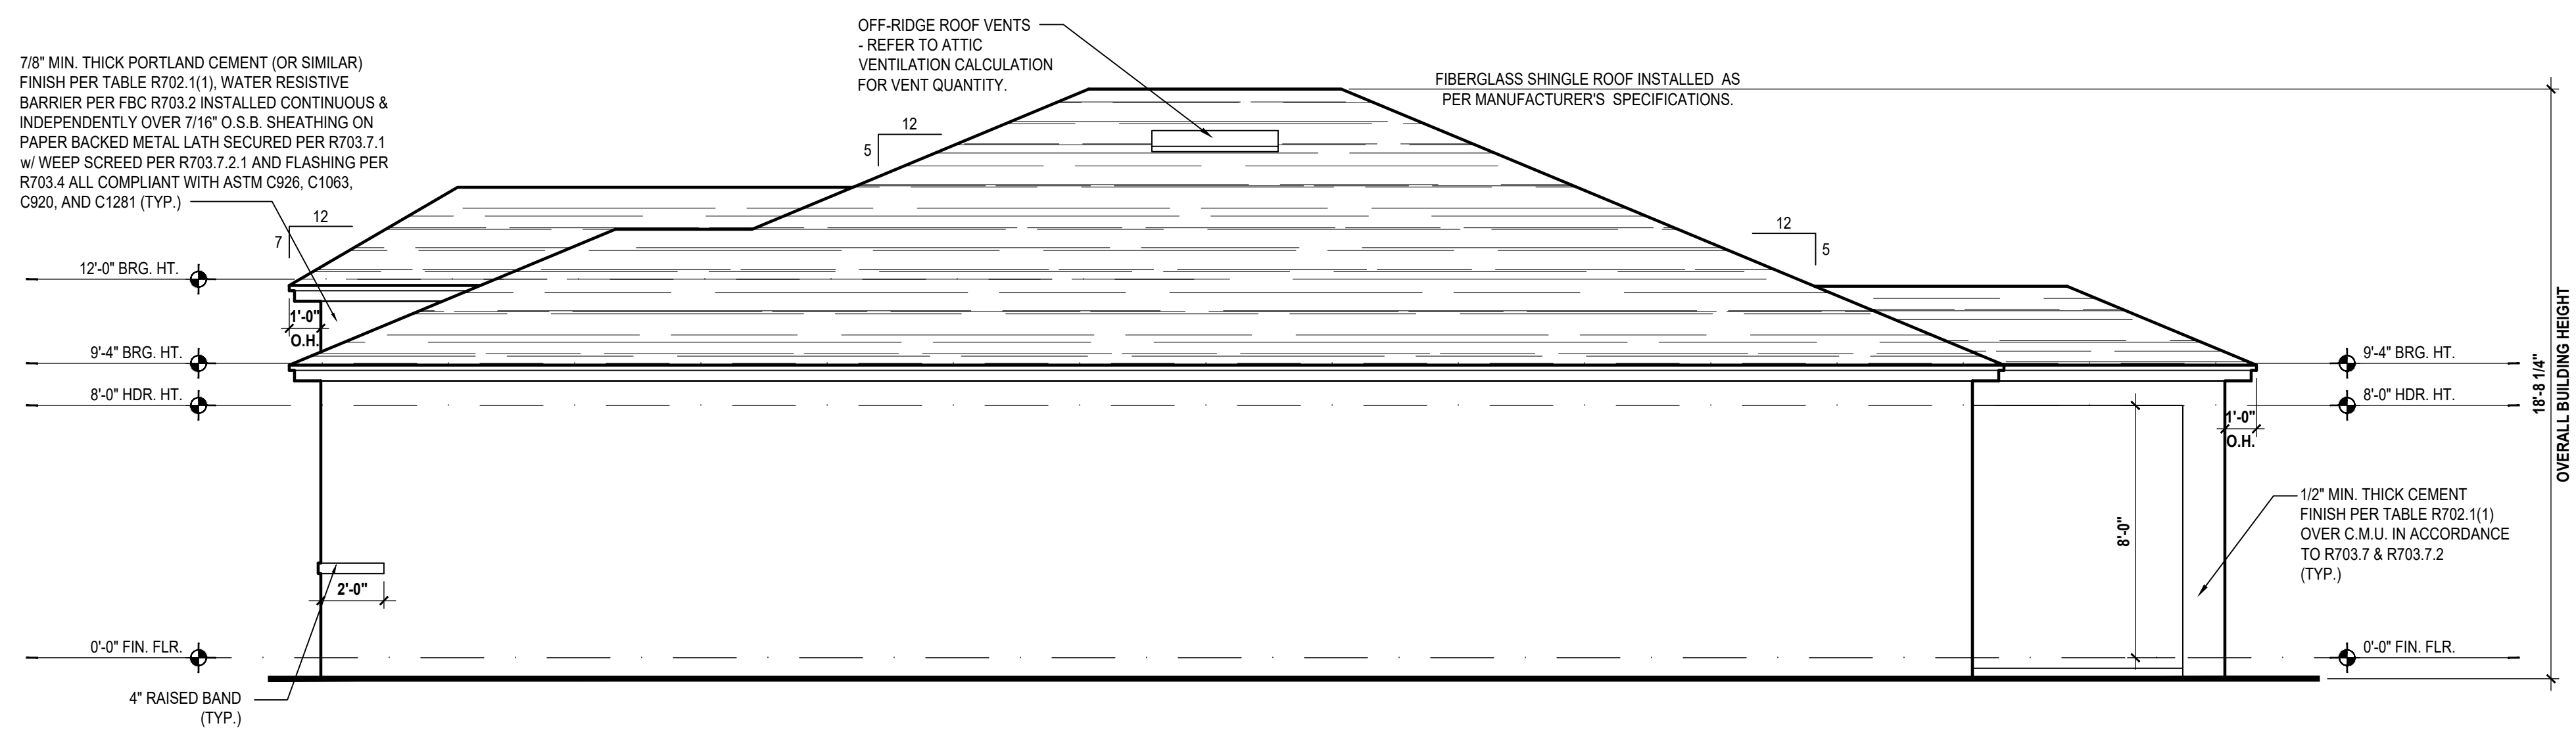 OFF-RIDGE ROOF VENTS
- REFER TO ATTIC
VENTILATION CALCULATION
FOR VENT QUANTITY.
7/8" MIN. THICK PORTLAND CEMENT (OR SIMILAR)
FINISH PER TABLE R702.1(1), WATER RESISTIVE
BARRIER PER FBC R703.2 INSTALLED CONTINUOUS &
INDEPENDENTLY OVER 7/16" O.S.B. SHEATHING ON
PAPER BACKED METAL LATH SECURED PER R703.7.1
w/ WEEP SCREED PER R703.7.2.1 AND FLASHING PER
R703.4 ALL COMPLIANT WITH ASTM C926, C1063,
C920, AND C1281 (TYP.)
FIBERGLASS SHINGLE ROOF INSTALLED AS
PER MANUFACTURER'S SPECIFICATIONS.
12
5
12
7
12
5
12'-0" BRG. HT.
1'-0"
O.H.
9'-4" BRG. HT.
8'-0" HDR. HT.
9'-4" BRG. HT.
8'-0" HDR. HT.
1'-0"
O.H.
18'-8 1/4"
OVERALL BUILDING HEIGHT
8'-0"
1/2" MIN. THICK CEMENT
FINISH PER TABLE R702.1(1)
OVER C.M.U. IN ACCORDANCE
TO R703.7 & R703.7.2
(TYP.)
2'-0"
0'-0" FIN. FLR.
0'-0" FIN. FLR.
4" RAISED BAND
(TYP.)